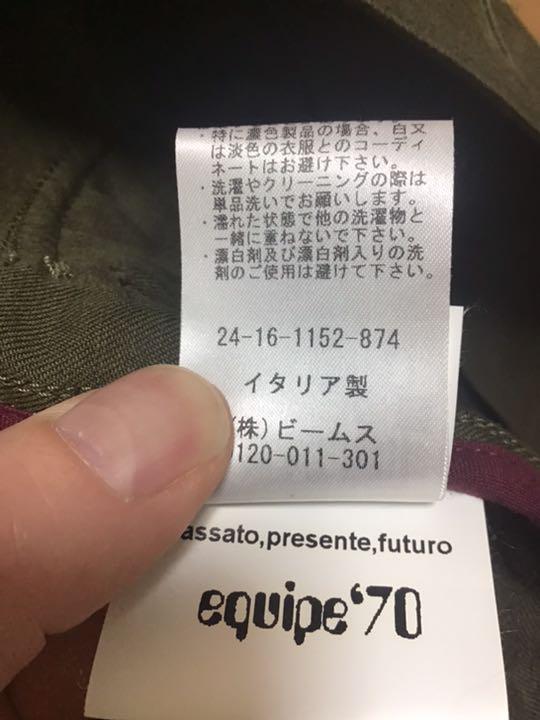 ・特に濃色製品の場合、白又
は淡色の衣服とのコーディ
ネートはお避け下さい。
・洗濯やクリーニングの際は
単品洗いでお願いします。
・濡れた状態で他の洗濯物と
一緒に重ねないで下さい。
・漂白剤及び漂白剤入りの洗
剤のご使用は避けて下さい。
24-16-1152-874
イタリア製
(株)ビームス
120-011-301
assato,presente,futuro
equipe'70